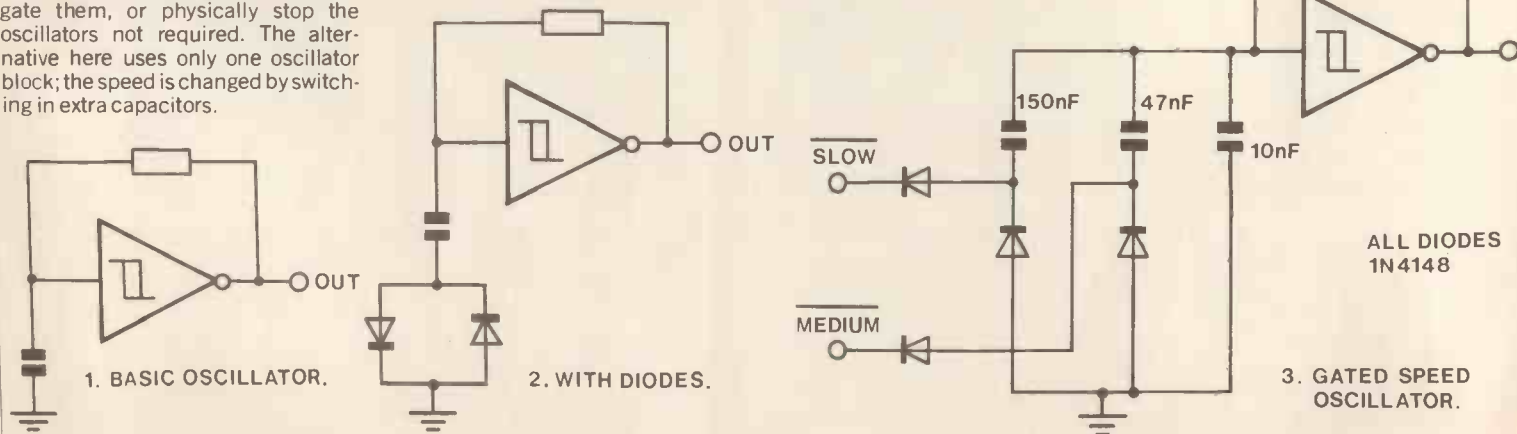 gate them, or physically stop the
oscillators not required. The alter-
native here uses only one oscillator
block; the speed is changed by switch-
ing in extra capacitors.
OUT
1. BASIC OSCILLATOR.
OUT
2. WITH DIODES.
150nF
47nF
10nF
SLOW
MEDIUM
ALL DIODES
1N4148
3. GATED SPEED
OSCILLATOR.